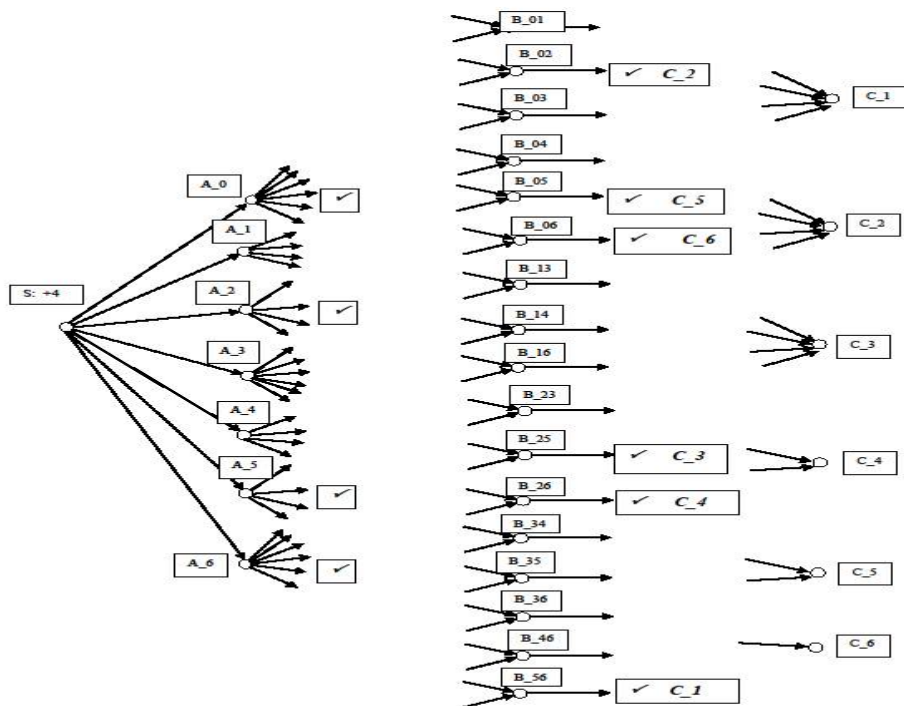 A_0
✓
A_1
S: +4
A_2
✓
A_3
A_4
A_5
✓
A_6
✓
B_01
B_02
✓ C_2
B_03
B_04
B_05
✓ C_5
B_06
✓ C_6
B_13
B_14
B_16
B_23
B_25
✓ C_3
B_26
✓ C_4
B_34
B_35
B_36
B_46
B_56
✓ C_1
C_1
C_2
C_3
C_4
C_5
C_6